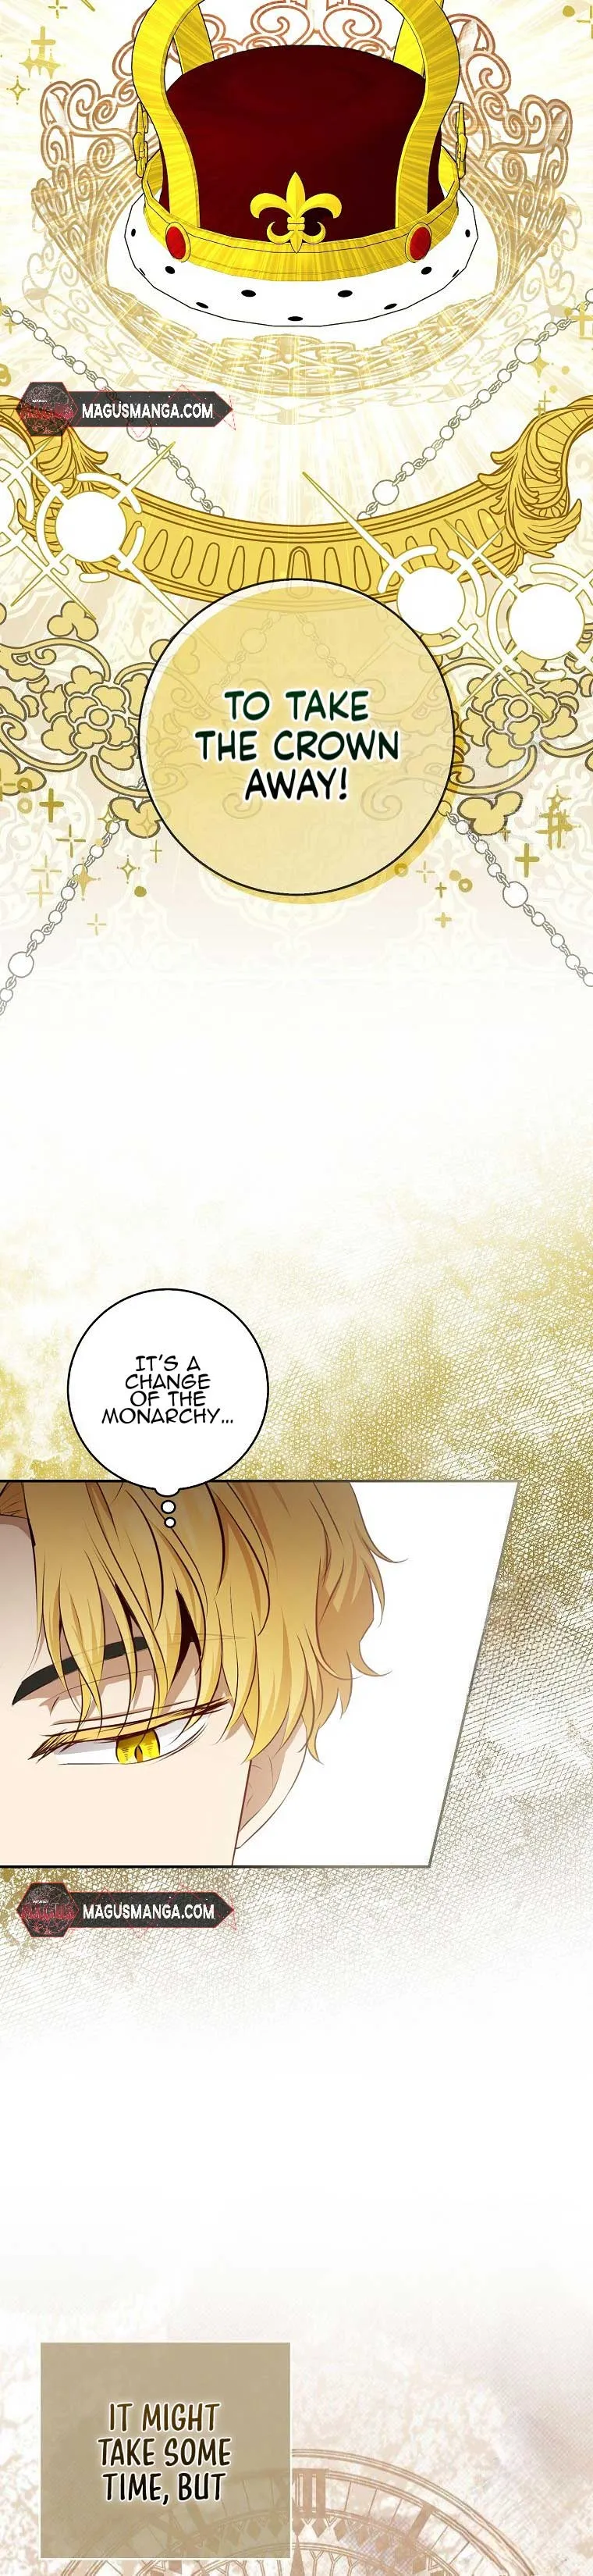 MAGUSMANGA.COM
TO TAKE
THE CROWN
AWAY!
IT'S A
CHANGE
OF THE
MONARCHY...
MAGUSMANGA.COM
IT MIGHT
TAKE SOME
TIME, BUT